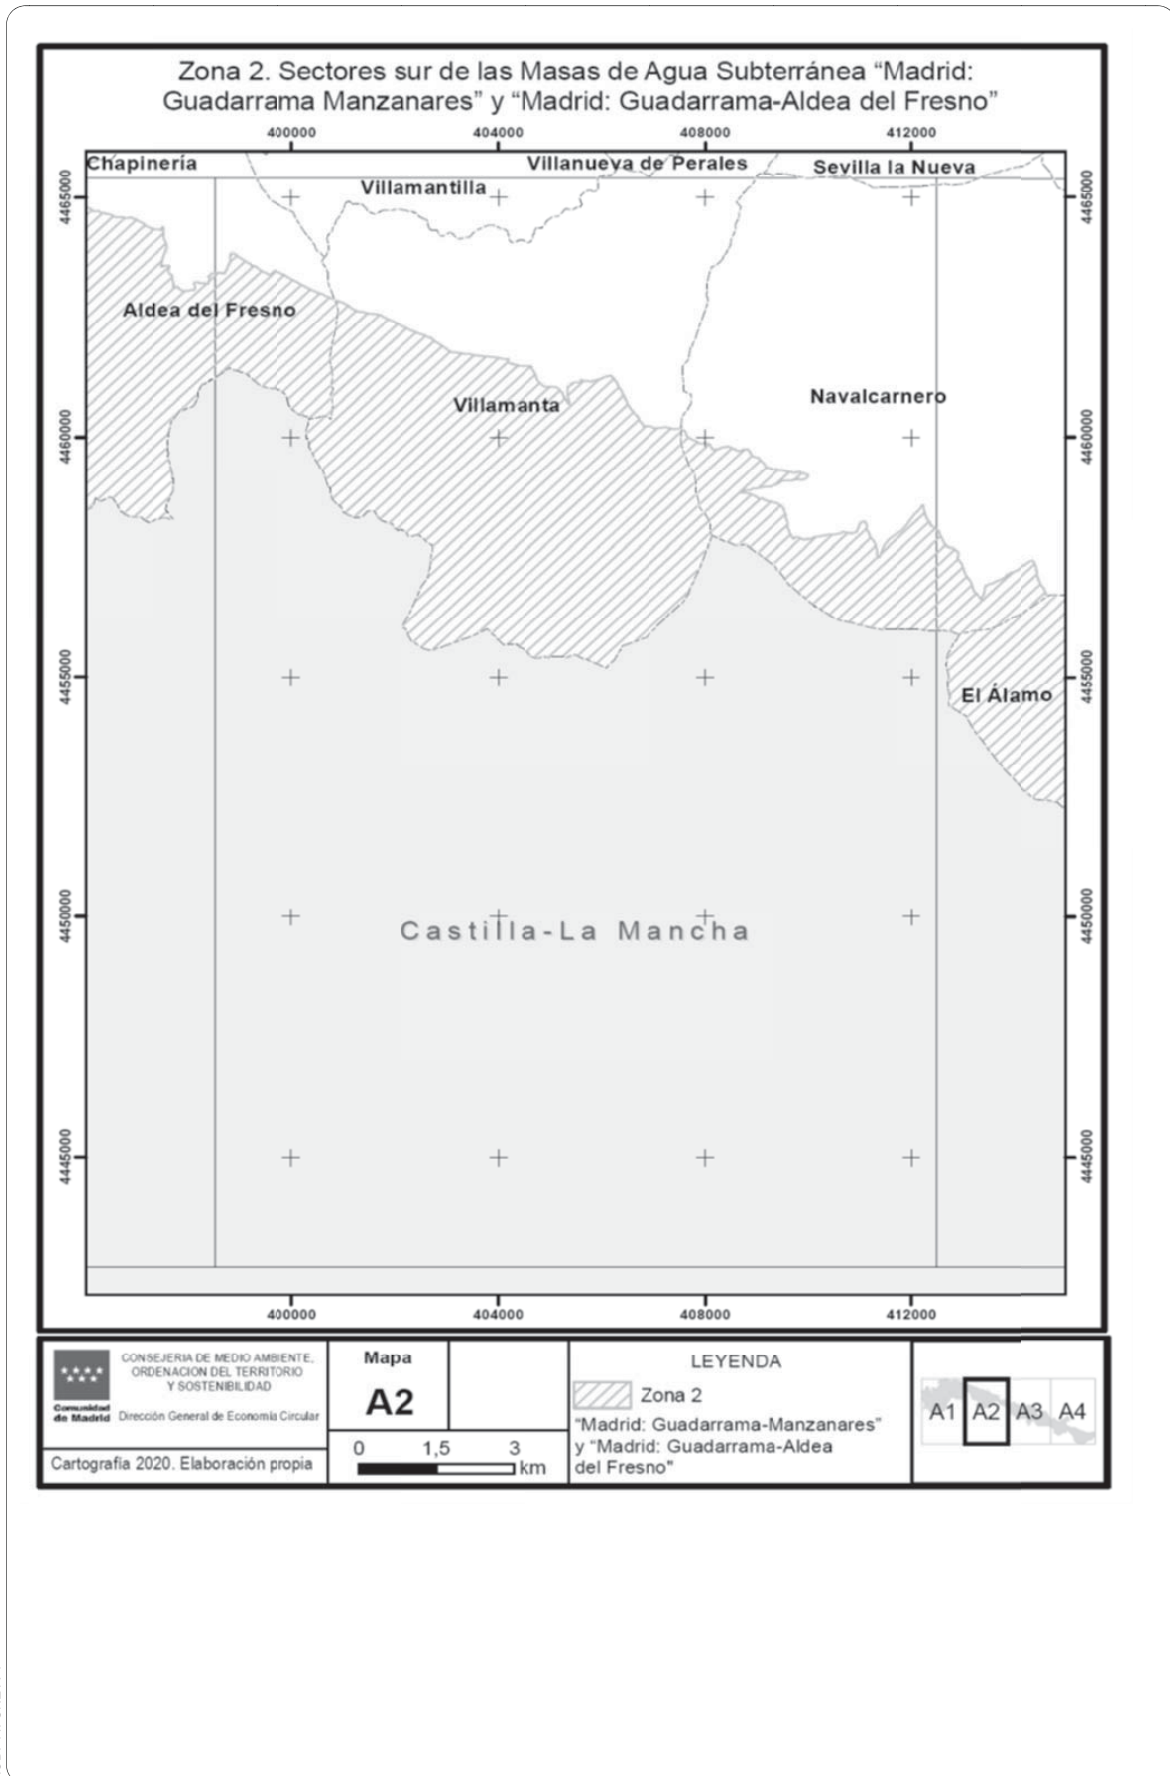 Zona 2. Sectores sur de las Masas de Agua Subterránea “Madrid:
Guadarrama Manzanares” y “Madrid: Guadarrama-Aldea del Fresno”
400000 404000 408000 412000
Chapinería
Villanueva de Perales
Sevilla la Nueva
Villamantilla
4465000
4465000
Aldea del Fresno
Villamanta
Navalcarnero
4460000
4460000
4455000
4455000
El Álamo
4450000
4450000
Castilla-La Mancha
4445000
4445000
400000 404000 408000 412000
Comunidad
de Madrid
CONSEJERIA DE MEDIO AMBIENTE,
ORDENACION DEL TERRITORIO
Y SOSTENIBILIDAD
Dirección General de Economía Circular
Cartografía 2020. Elaboración propia
Mapa
A2
0 1,5 3
km
LEYENDA
Zona 2
“Madrid: Guadarrama-Manzanares”
y “Madrid: Guadarrama-Aldea
del Fresno"
A1 A2 A3 A4